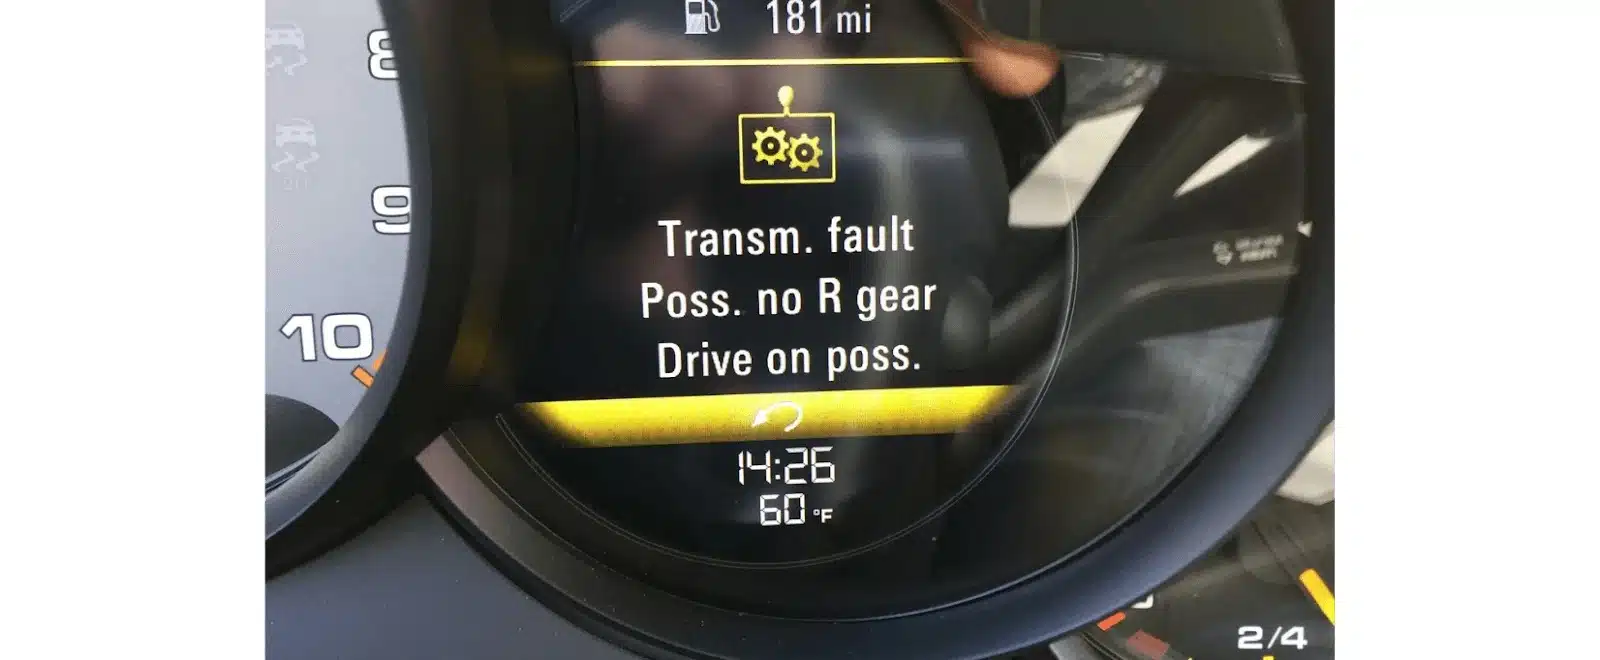 181 mi
8
9
10
Transm. fault
Poss. no R gear
Drive on poss.
14:26
60 °F
2/4